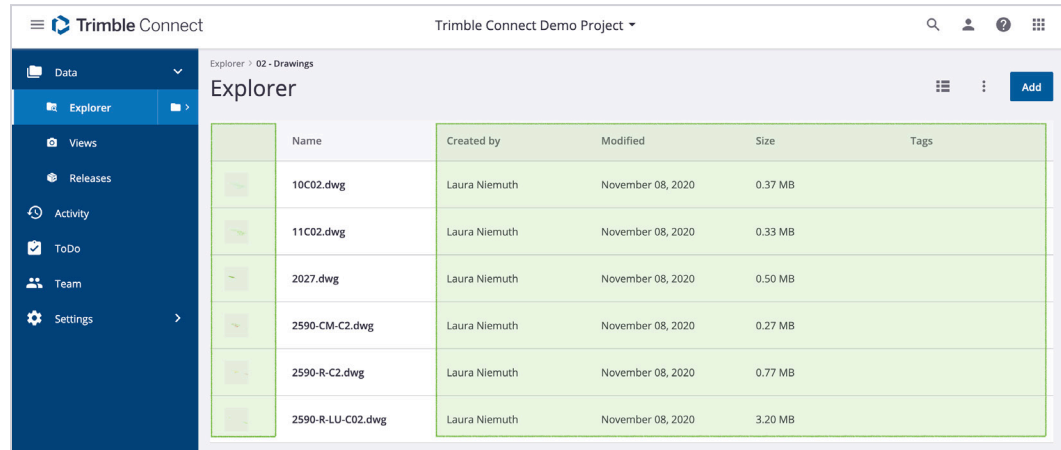 Trimble Connect
Trimble Connect Demo Project
Data
Explorer
Views
Releases
Activity
ToDo
Team
Settings
Explorer > 02 - Drawings
Explorer
Add
Name Created by Modified Size Tags
10C02.dwg Laura Niemuth November 08, 2020 0.37 MB
11C02.dwg Laura Niemuth November 08, 2020 0.33 MB
2027.dwg Laura Niemuth November 08, 2020 0.50 MB
2590-CM-C2.dwg Laura Niemuth November 08, 2020 0.27 MB
2590-R-C2.dwg Laura Niemuth November 08, 2020 0.77 MB
2590-R-LU-C02.dwg Laura Niemuth November 08, 2020 3.20 MB